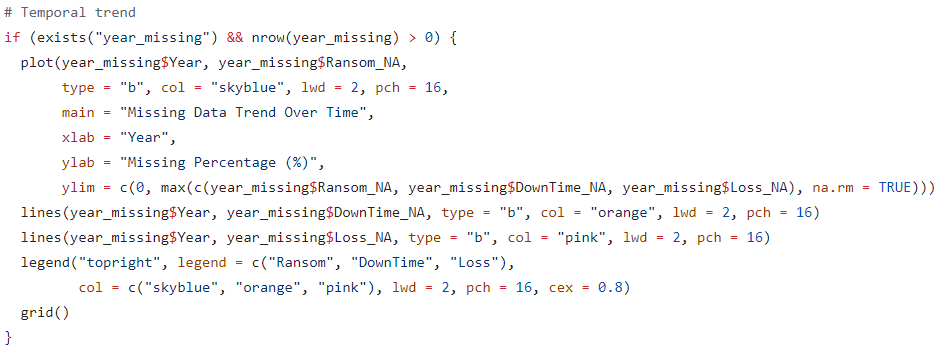 # Temporal trend
if (exists("year_missing") && nrow(year_missing) > 0) {
  plot(year_missing$Year, year_missing$Ransom_NA,
       type = "b", col = "skyblue", lwd = 2, pch = 16,
       main = "Missing Data Trend Over Time",
       xlab = "Year",
       ylab = "Missing Percentage (%)",
       ylim = c(0, max(c(year_missing$Ransom_NA, year_missing$DownTime_NA, year_missing$Loss_NA), na.rm = TRUE)))
  lines(year_missing$Year, year_missing$DownTime_NA, type = "b", col = "orange", lwd = 2, pch = 16)
  lines(year_missing$Year, year_missing$Loss_NA, type = "b", col = "pink", lwd = 2, pch = 16)
  legend("topright", legend = c("Ransom", "DownTime", "Loss"),
         col = c("skyblue", "orange", "pink"), lwd = 2, pch = 16, cex = 0.8)
  grid()
}